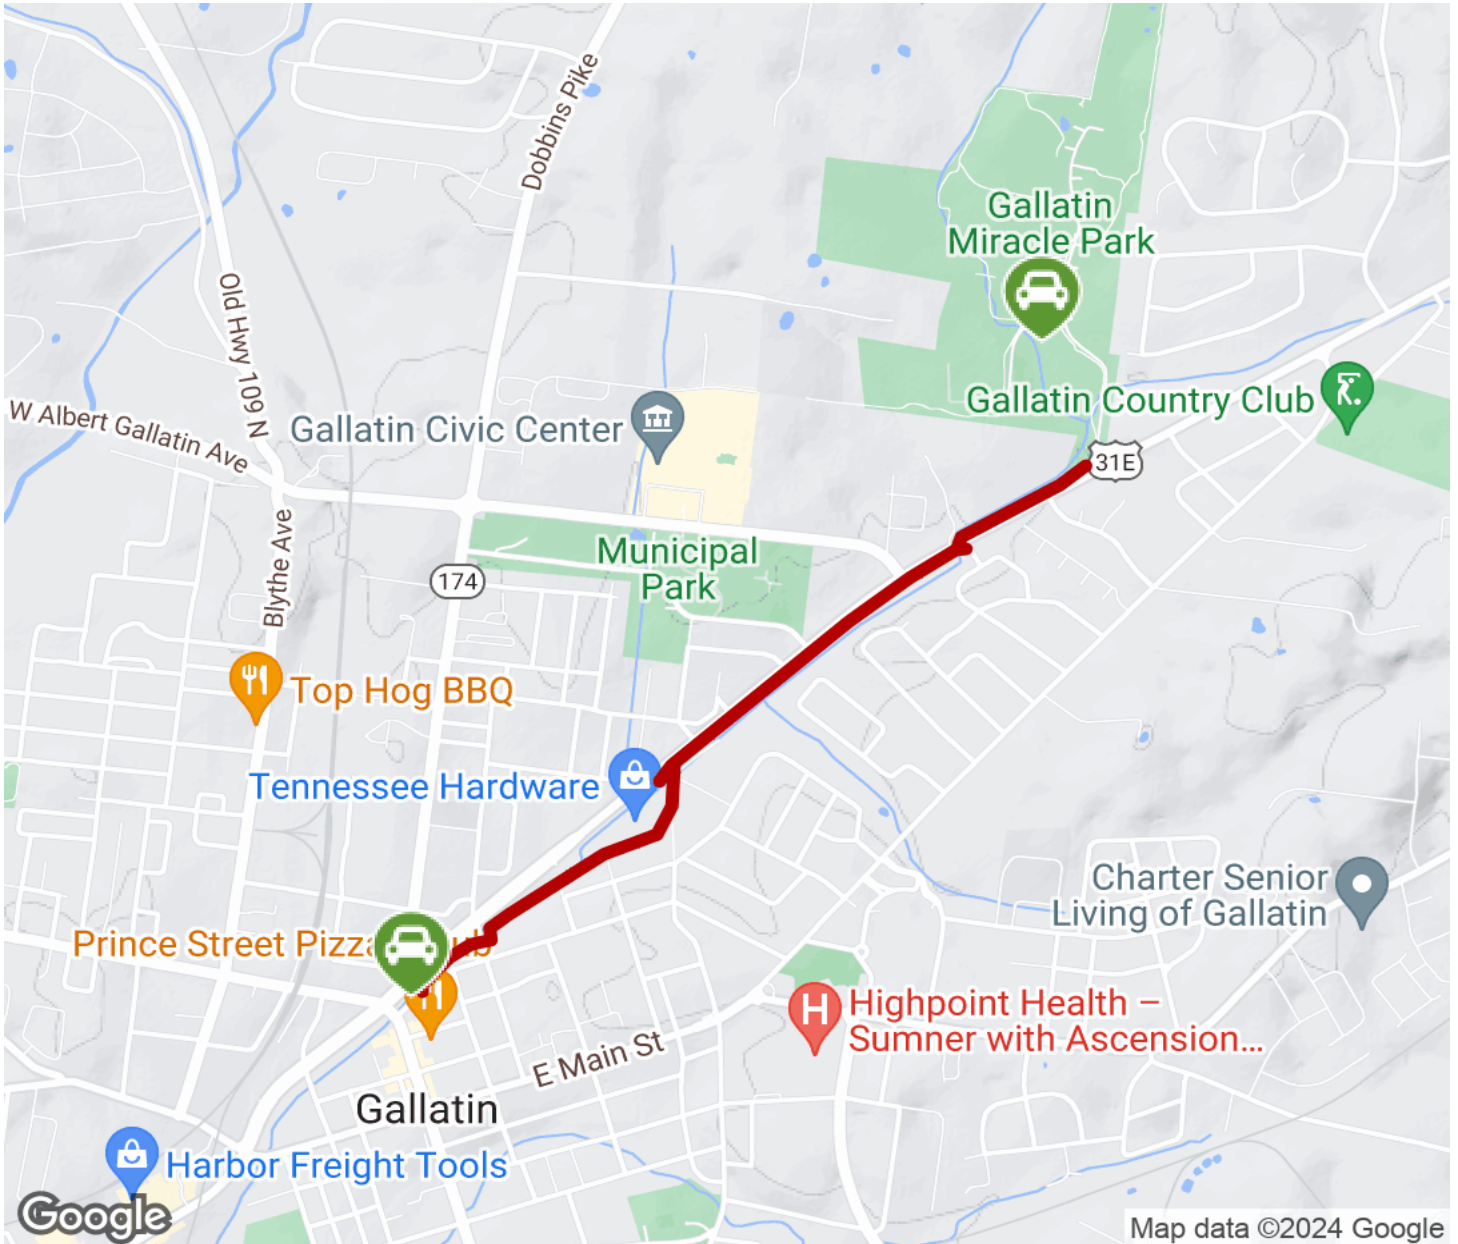 Dobbins Pike
Gallatin
Miracle Park
Old Hwy 109 N
W Albert Gallatin Ave
Gallatin Civic Center
Gallatin Country Club
31E
Municipal
Park
174
Blythe Ave
Top Hog BBQ
Tennessee Hardware
Charter Senior
Living of Gallatin
Prince Street Pizza
Highpoint Health –
Sumner with Ascension...
H
E Main St
Gallatin
Harbor Freight Tools
Google
Map data ©2024 Google